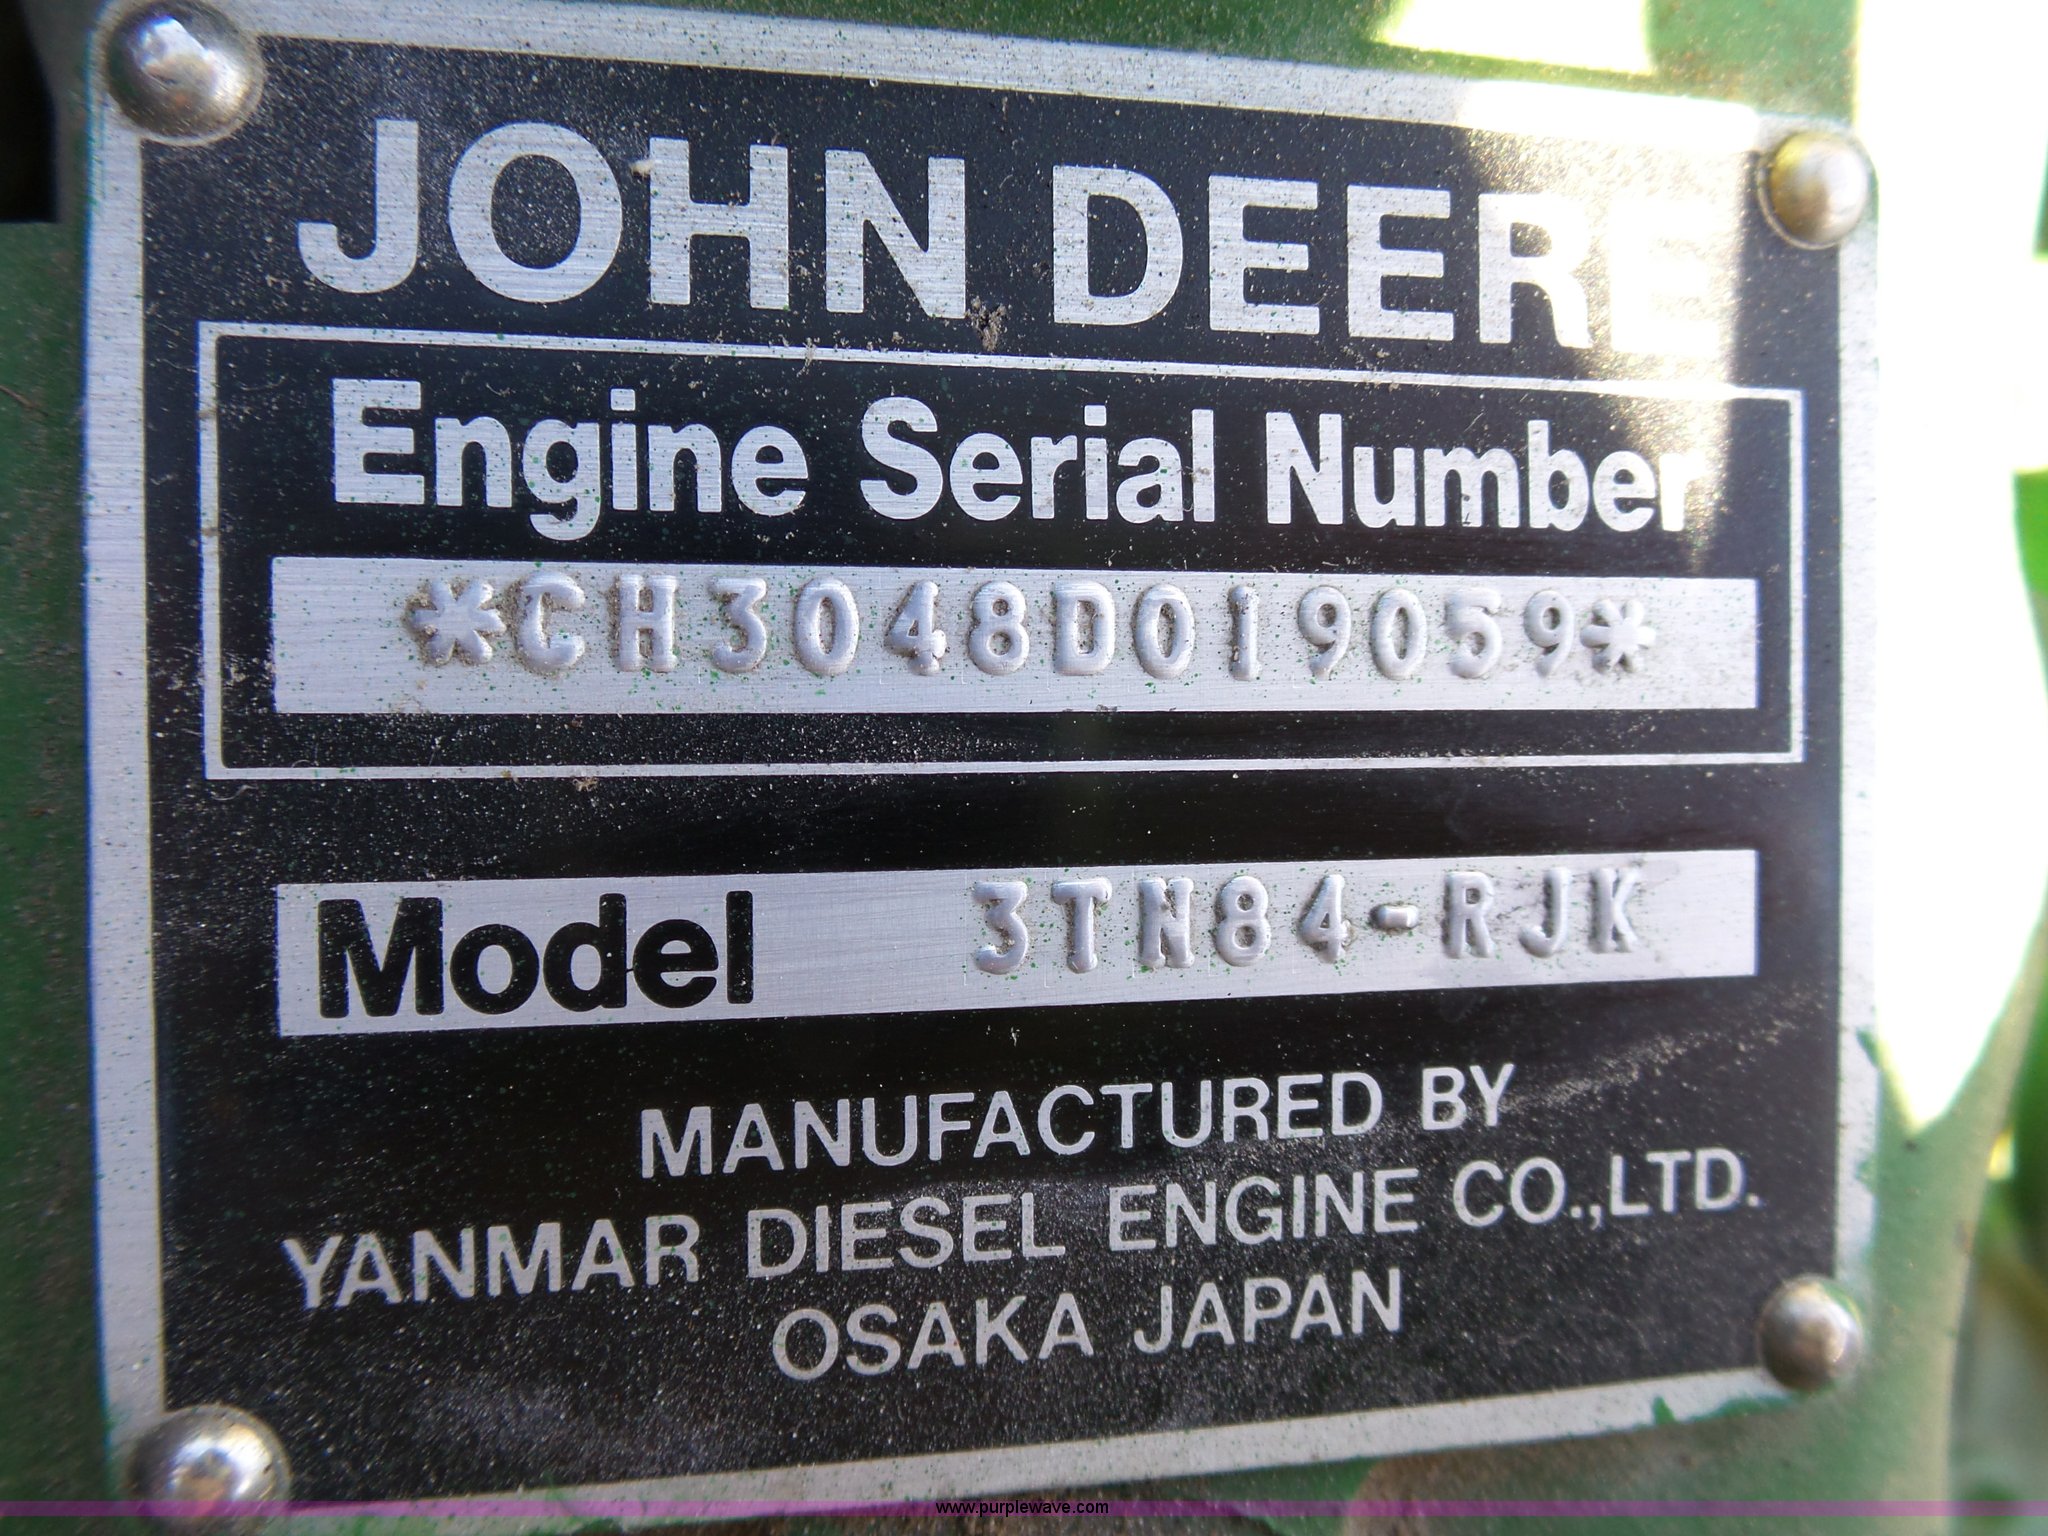 JOHN DEERE
Engine Serial Number
*CH3048D019059*
Model 3TN84-RJK
MANUFACTURED BY
YANMAR DIESEL ENGINE CO.,LTD.
OSAKA JAPAN
www.purplewave.com